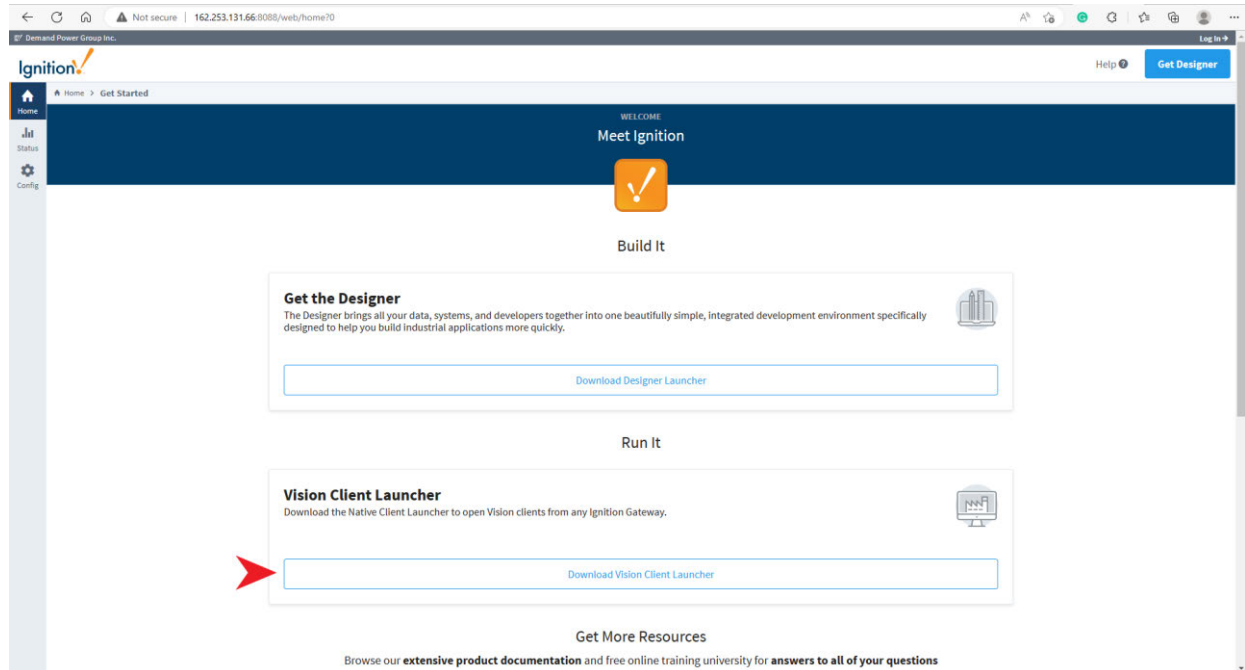 Not secure | 162.253.131.66:8088/web/home?0
Demand Power Group Inc.
Log In
Ignition!
Help
Get Designer
Home
Home > Get Started
Status
Config
WELCOME
Meet Ignition
Build It
Get the Designer
The Designer brings all your data, systems, and developers together into one beautifully simple, integrated development environment specifically
designed to help you build industrial applications more quickly.
Download Designer Launcher
Run It
Vision Client Launcher
Download the Native Client Launcher to open Vision clients from any Ignition Gateway.
Download Vision Client Launcher
Get More Resources
Browse our extensive product documentation and free online training university for answers to all of your questions